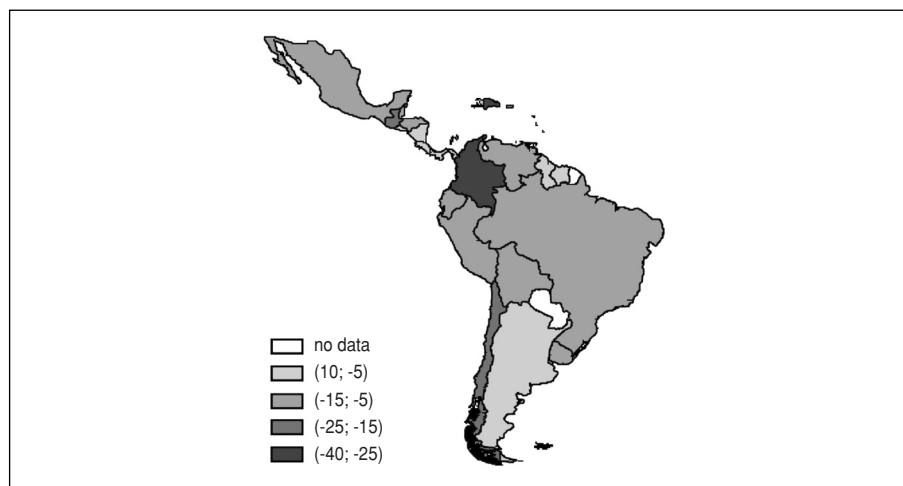 no data
(10; -5)
(-15; -5)
(-25; -15)
(-40; -25)